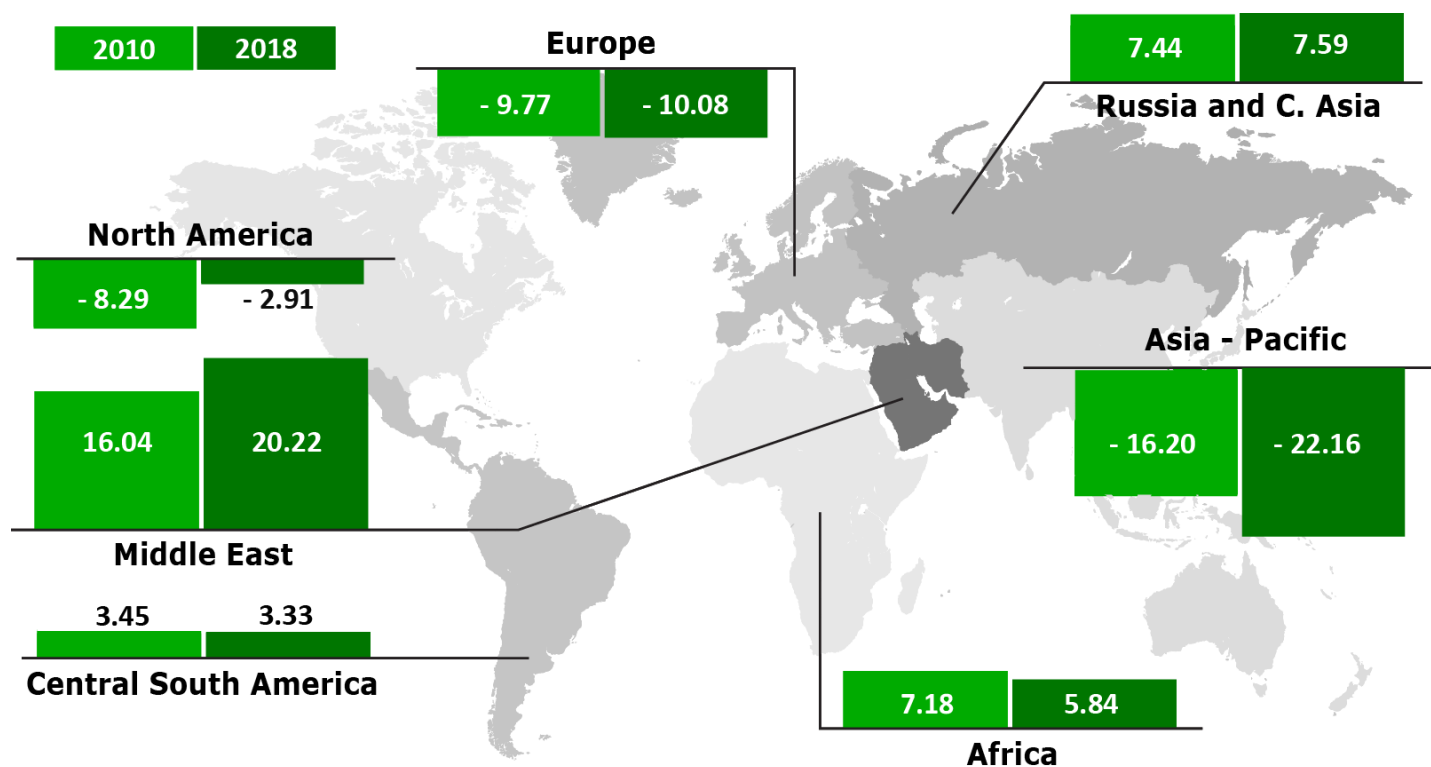 2010 2018
Europe
- 9.77 - 10.08
7.44 7.59
Russia and C. Asia
North America
- 8.29 - 2.91
16.04 20.22
Middle East
3.45 3.33
Central South America
Asia - Pacific
- 16.20 - 22.16
7.18 5.84
Africa